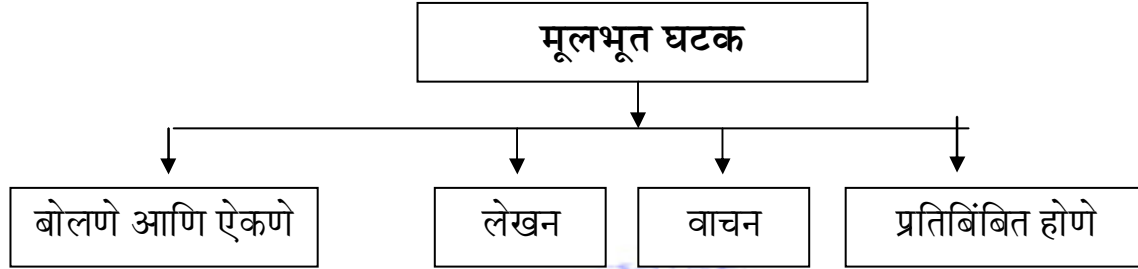 मूलभूत घटक
बोलणे आणि ऐकणे
लेखन
वाचन
प्रतिबिंबित होणे